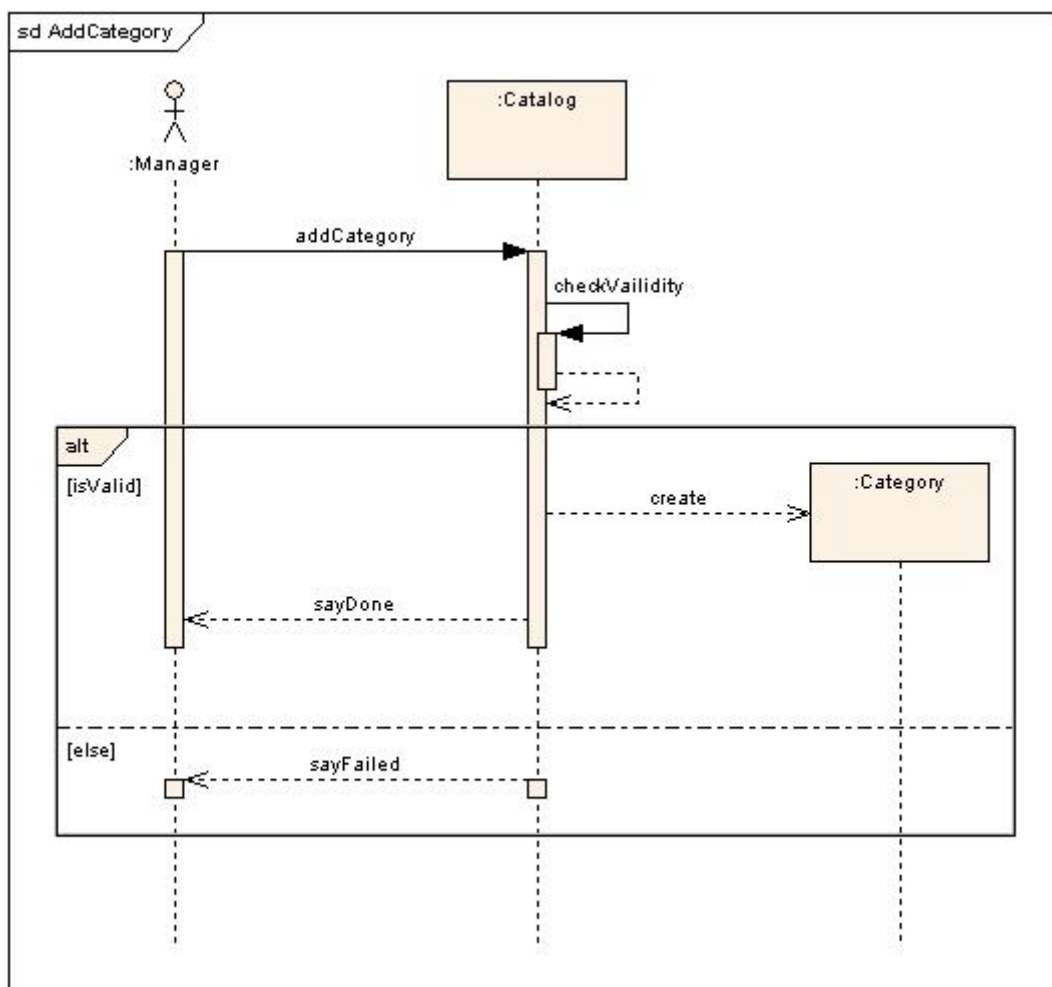 sd AddCategory
:Manager
:Catalog
addCategory
checkVailidity
alt
[isValid]
:Category
create
sayDone
[else]
sayFailed